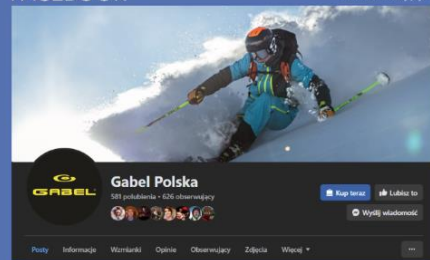 GABEL
Gabel Polska
581 polubienia • 626 obserwujący
Kup teraz
Lubisz to
Wyślij wiadomość
Posty Informacje Wzmianki Opinie Obserwujący Zdjęcia Więcej